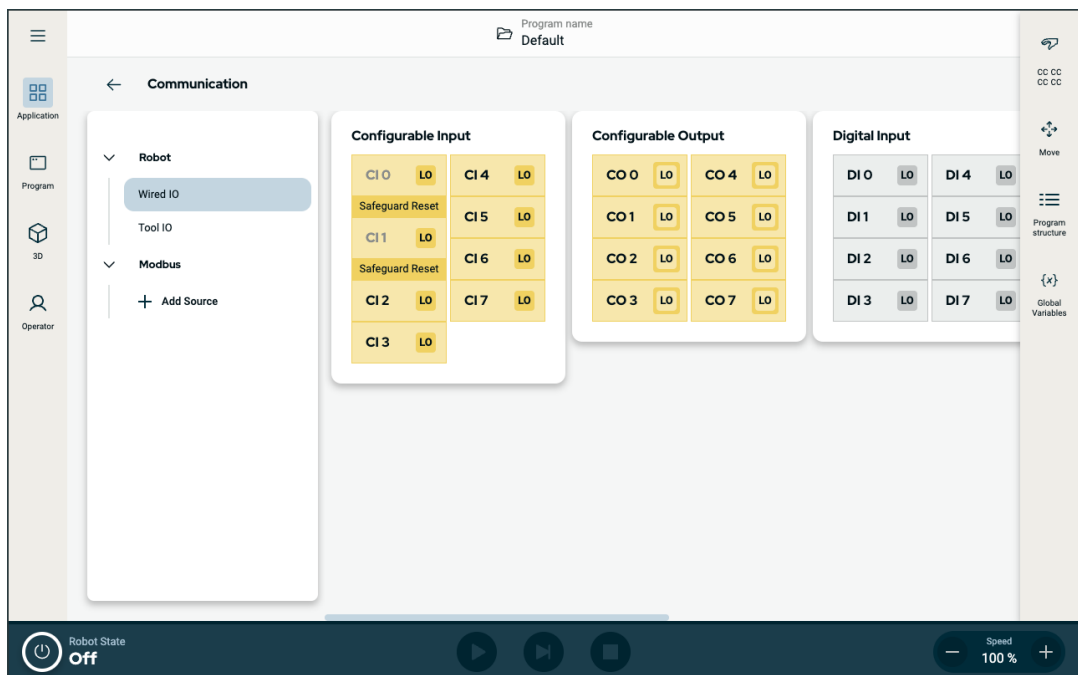 Program name
Default
Application
Program
3D
Operator
Communication
Robot
Wired IO
Tool IO
Modbus
Add Source
Configurable Input
CI 0 LO CI 4 LO
Safeguard Reset
CI 5 LO
CI 1 LO
CI 6 LO
Safeguard Reset
CI 2 LO CI 7 LO
CI 3 LO
Configurable Output
CO 0 LO CO 4 LO
CO 1 LO CO 5 LO
CO 2 LO CO 6 LO
CO 3 LO CO 7 LO
Digital Input
DI 0 LO DI 4 LO
DI 1 LO DI 5 LO
DI 2 LO DI 6 LO
DI 3 LO DI 7 LO
CC CC
CC CC
Move
Program
structure
{x}
Global
Variables
Robot State
Off
Speed
100 %